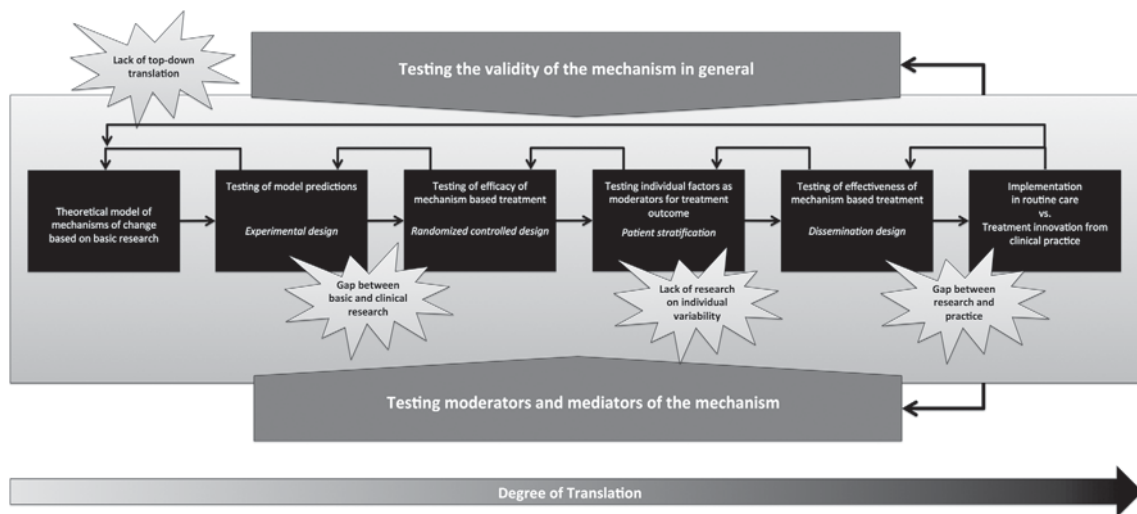 Lack of top-down
translation
Testing the validity of the mechanism in general
Theoretical model of
mechanisms of change
based on basic research
Testing of model predictions
Experimental design
Testing of efficacy of
mechanism based treatment
Randomized controlled design
Testing individual factors as
moderators for treatment
outcome
Patient stratification
Testing of effectiveness of
mechanism based treatment
Dissemination design
Implementation
in routine care
vs.
Treatment innovation from
clinical practice
Gap between
basic and clinical
research
Lack of research
on individual
variability
Gap between
research and
practice
Testing moderators and mediators of the mechanism
Degree of Translation